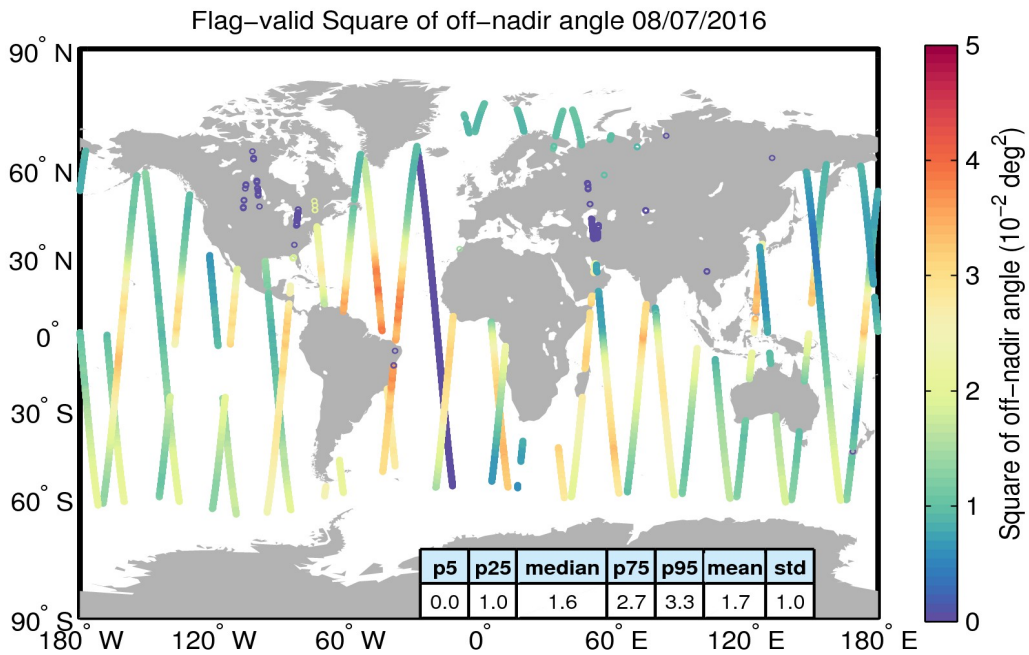 Flag−valid Square of off−nadir angle 08/07/2016
90° N
60° N
30° N
0°
30° S
60° S
90° S
180° W
120° W
60° W
0°
60° E
120° E
180° E
p5 p25 median p75 p95 mean std
0.0 1.0 1.6 2.7 3.3 1.7 1.0
5
4
3
2
1
0
Square of off−nadir angle (10⁻² deg²)